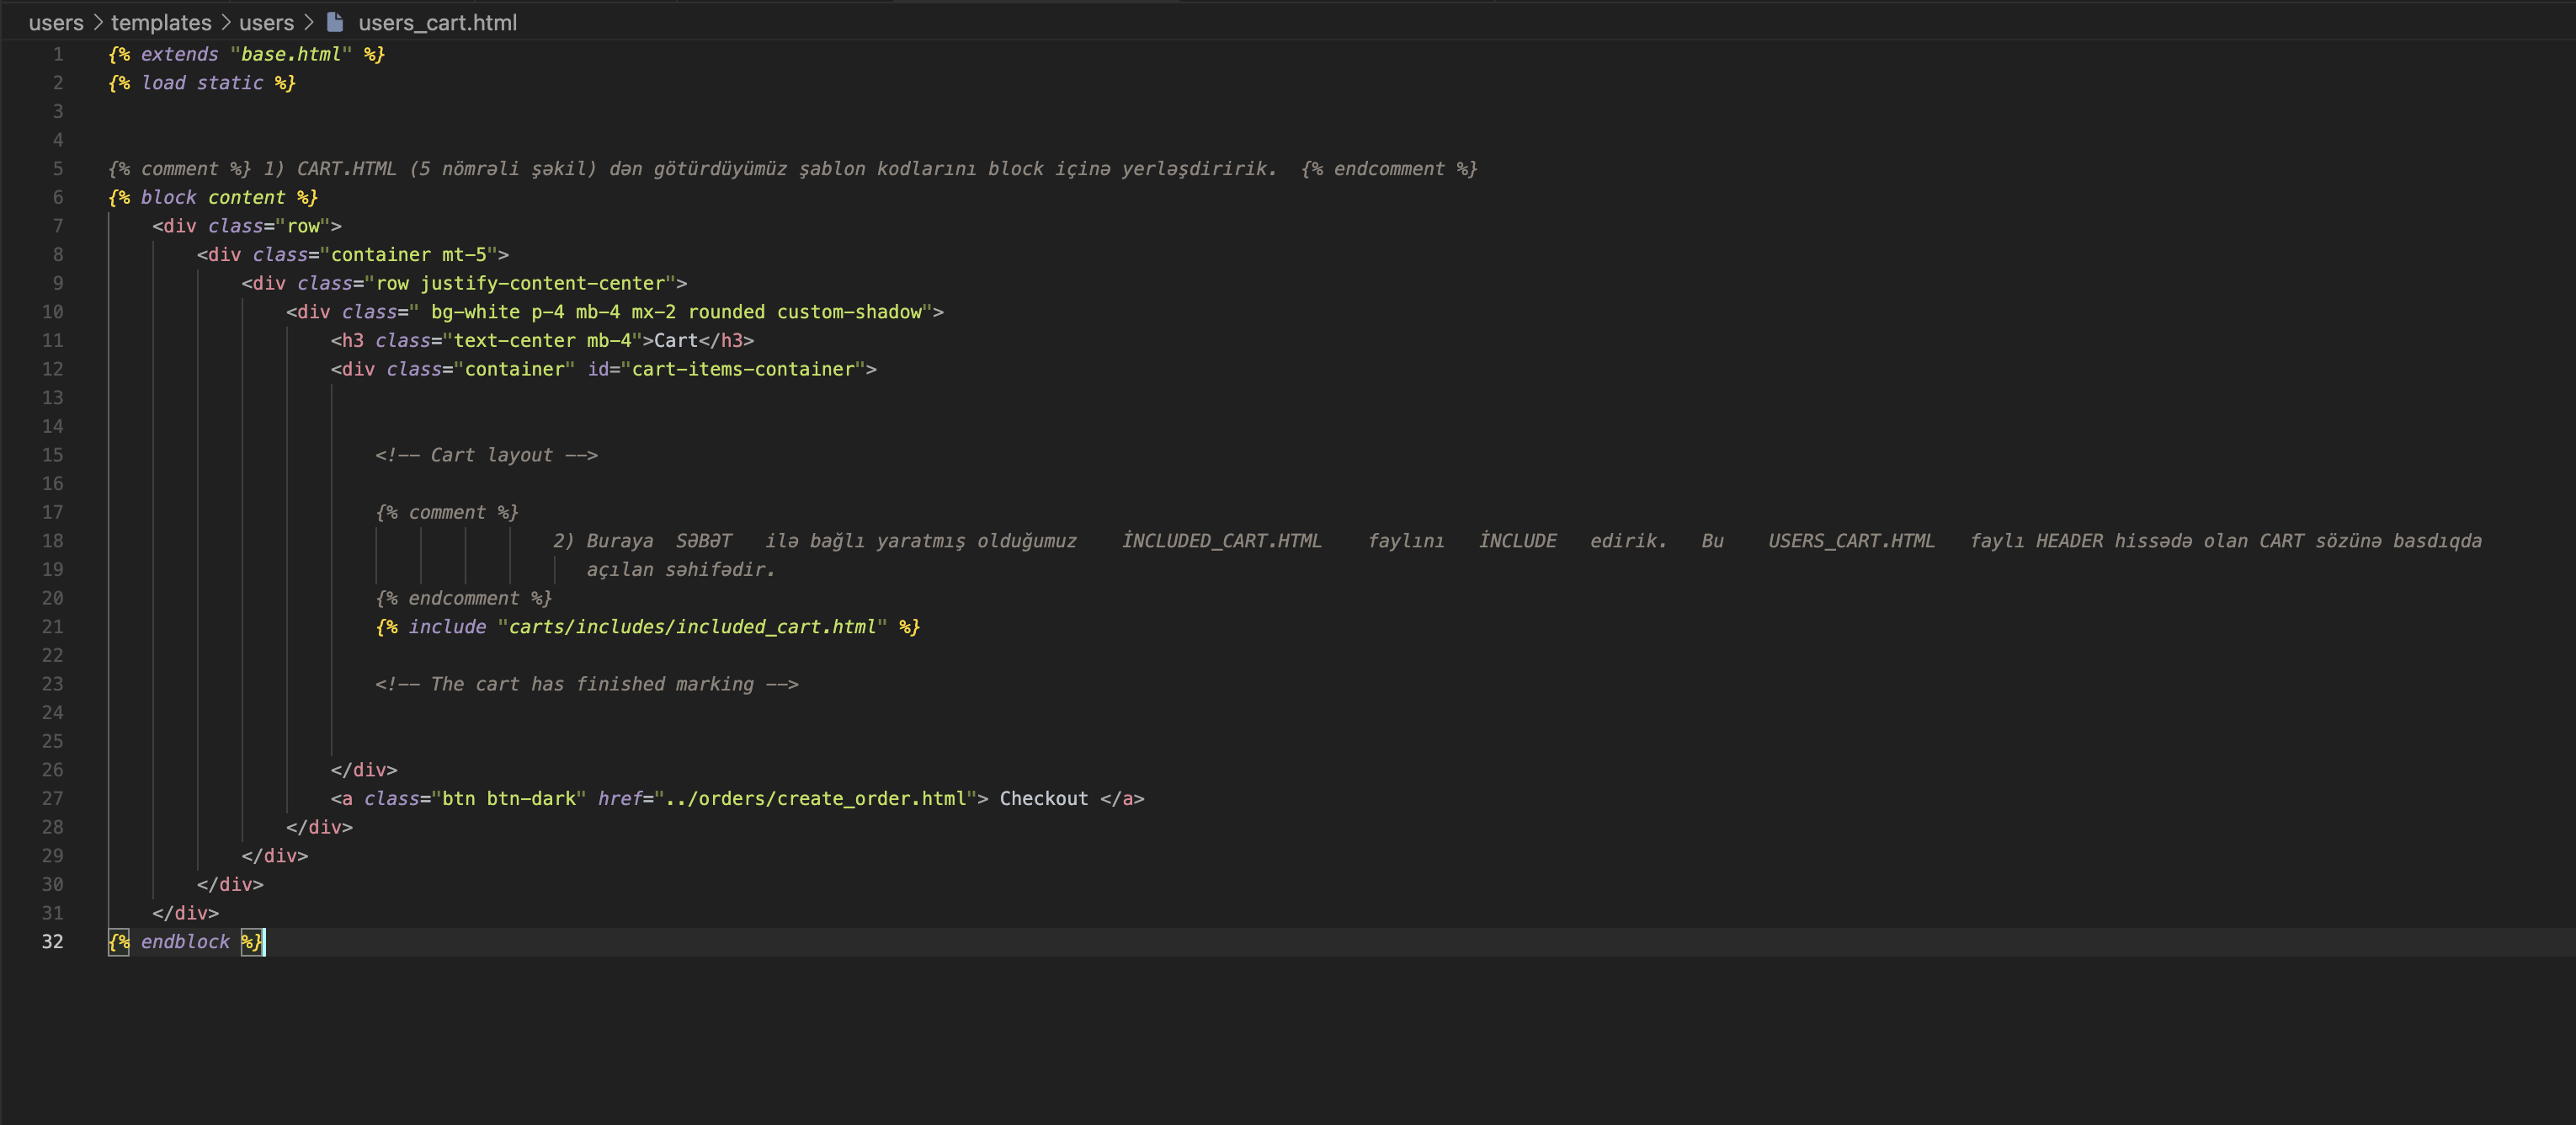 users > templates > users > users_cart.html
1 {% extends "base.html" %}
2 {% load static %}
3
4
5 {% comment %} 1) CART.HTML (5 nömrəli şəkil) dən götürdüyümüz şablon kodlarını block içinə yerləşdiririk.  {% endcomment %}
6 {% block content %}
7     <div class="row">
8         <div class="container mt-5">
9             <div class="row justify-content-center">
10                 <div class=" bg-white p-4 mb-4 mx-2 rounded custom-shadow">
11                     <h3 class="text-center mb-4">Cart</h3>
12                     <div class="container" id="cart-items-container">
13
14
15                         <!-- Cart layout -->
16
17                         {% comment %}
18                                         2) Buraya  SƏBƏT   ilə bağlı yaratmış olduğumuz    İNCLUDED_CART.HTML    faylını   İNCLUDE   edirik.   Bu    USERS_CART.HTML   faylı HEADER hissədə olan CART sözünə basdıqda
19                                            açılan səhifədir.
20                         {% endcomment %}
21                         {% include "carts/includes/included_cart.html" %}
22
23                         <!-- The cart has finished marking -->
24
25
26                     </div>
27                     <a class="btn btn-dark" href="../orders/create_order.html"> Checkout </a>
28                 </div>
29             </div>
30         </div>
31     </div>
32 {% endblock %}